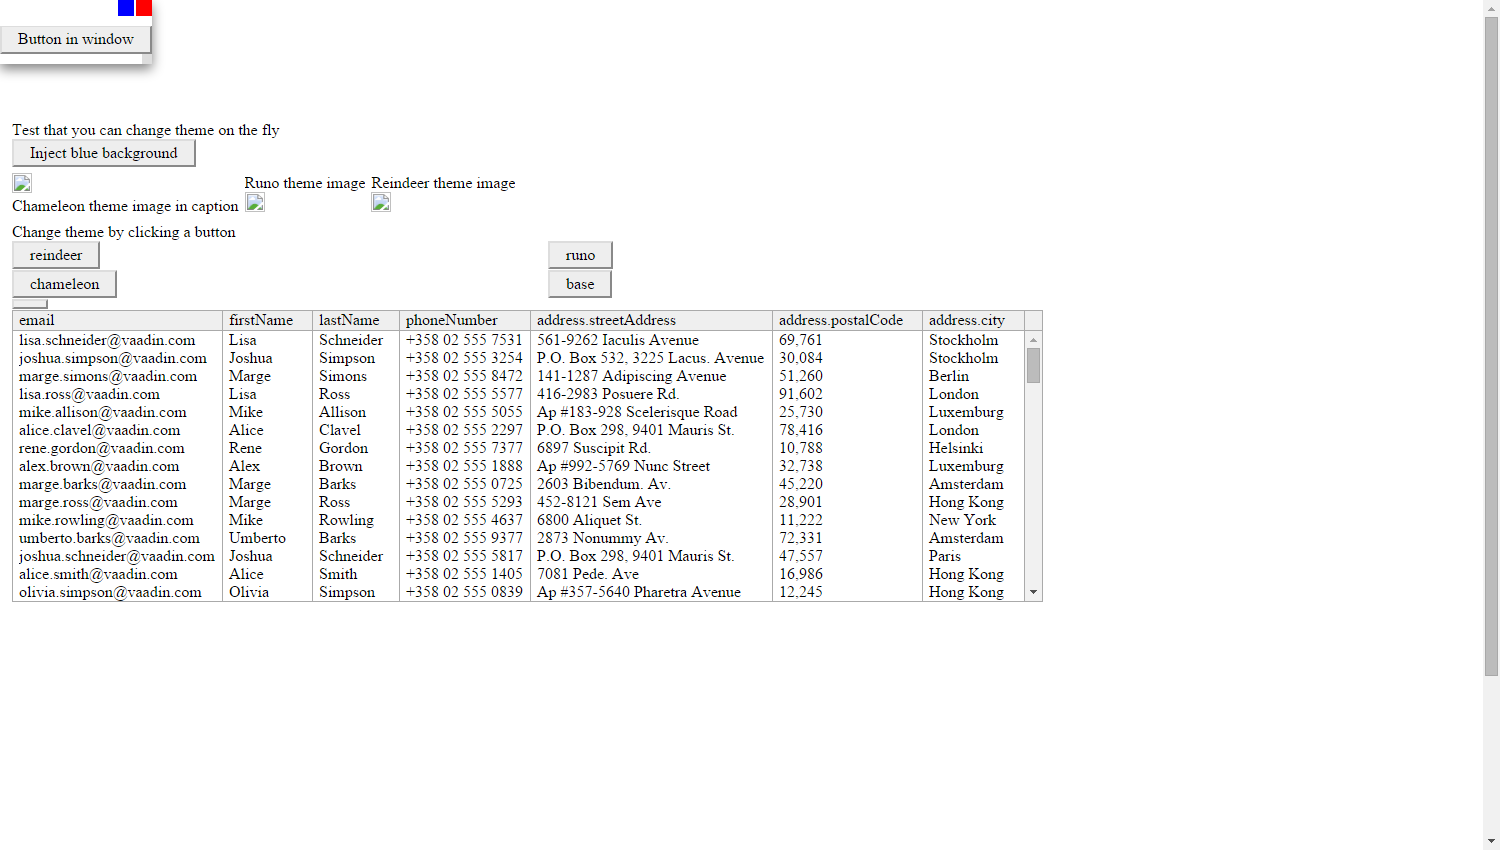 Button in window
Test that you can change theme on the fly
Inject blue background
Runo theme image Reindeer theme image
Chameleon theme image in caption
Change theme by clicking a button
reindeer runo
chameleon base
email firstName lastName phoneNumber address.streetAddress address.postalCode address.city
lisa.schneider@vaadin.com Lisa Schneider +358 02 555 7531 561-9262 Iaculis Avenue 69,761 Stockholm
joshua.simpson@vaadin.com Joshua Simpson +358 02 555 3254 P.O. Box 532, 3225 Lacus. Avenue 30,084 Stockholm
marge.simons@vaadin.com Marge Simons +358 02 555 8472 141-1287 Adipiscing Avenue 51,260 Berlin
lisa.ross@vaadin.com Lisa Ross +358 02 555 5577 416-2983 Posuere Rd. 91,602 London
mike.allison@vaadin.com Mike Allison +358 02 555 5055 Ap #183-928 Scelerisque Road 25,730 Luxemburg
alice.clavel@vaadin.com Alice Clavel +358 02 555 2297 P.O. Box 298, 9401 Mauris St. 78,416 London
rene.gordon@vaadin.com Rene Gordon +358 02 555 7377 6897 Suscipit Rd. 10,788 Helsinki
alex.brown@vaadin.com Alex Brown +358 02 555 1888 Ap #992-5769 Nunc Street 32,738 Luxemburg
marge.barks@vaadin.com Marge Barks +358 02 555 0725 2603 Bibendum. Av. 45,220 Amsterdam
marge.ross@vaadin.com Marge Ross +358 02 555 5293 452-8121 Sem Ave 28,901 Hong Kong
mike.rowling@vaadin.com Mike Rowling +358 02 555 4637 6800 Aliquet St. 11,222 New York
umberto.barks@vaadin.com Umberto Barks +358 02 555 9377 2873 Nonummy Av. 72,331 Amsterdam
joshua.schneider@vaadin.com Joshua Schneider +358 02 555 5817 P.O. Box 298, 9401 Mauris St. 47,557 Paris
alice.smith@vaadin.com Alice Smith +358 02 555 1405 7081 Pede. Ave 16,986 Hong Kong
olivia.simpson@vaadin.com Olivia Simpson +358 02 555 0839 Ap #357-5640 Pharetra Avenue 12,245 Hong Kong